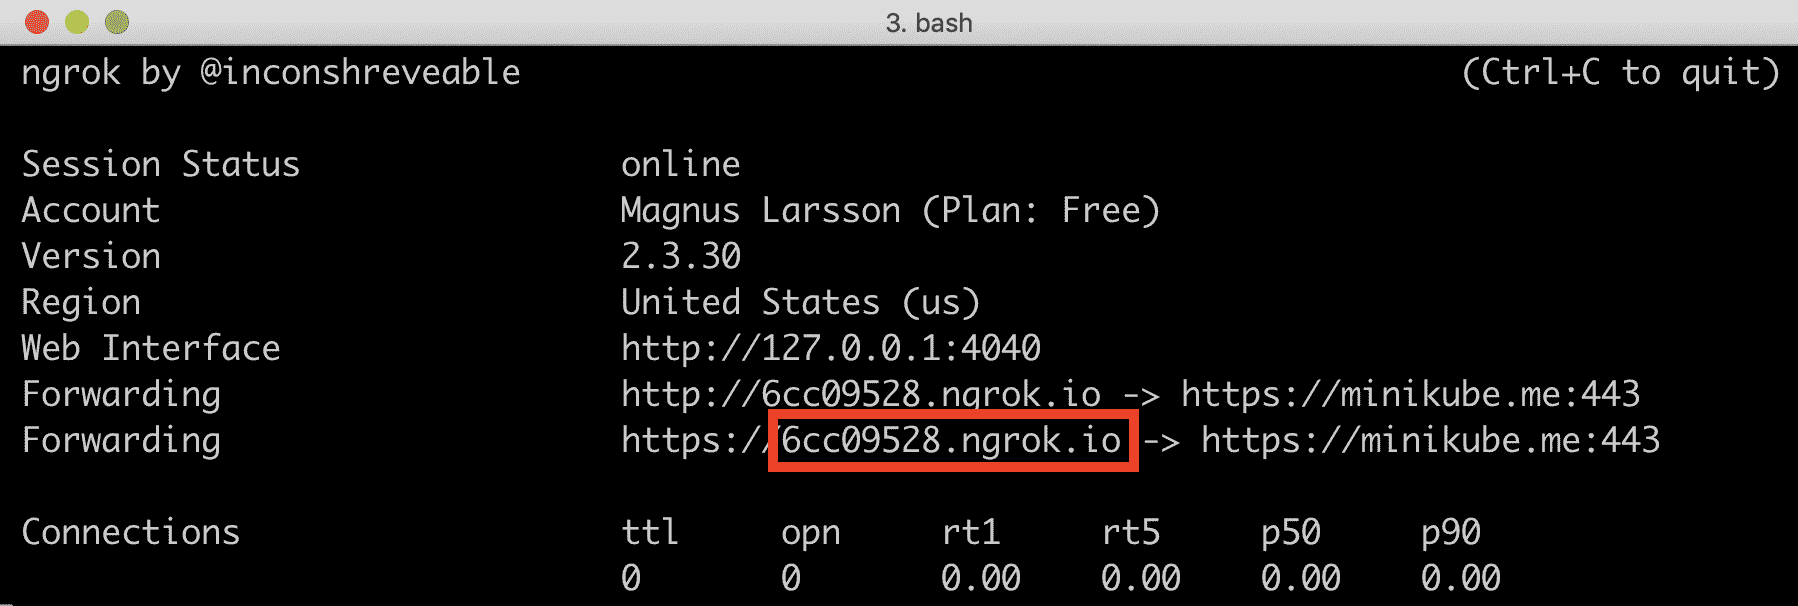 3. bash
ngrok by @inconshreveable (Ctrl+C to quit)
Session Status online
Account Magnus Larsson (Plan: Free)
Version 2.3.30
Region United States (us)
Web Interface http://127.0.0.1:4040
Forwarding http://6cc09528.ngrok.io -> https://minikube.me:443
Forwarding https://6cc09528.ngrok.io -> https://minikube.me:443
Connections ttl opn rt1 rt5 p50 p90
0 0 0.00 0.00 0.00 0.00